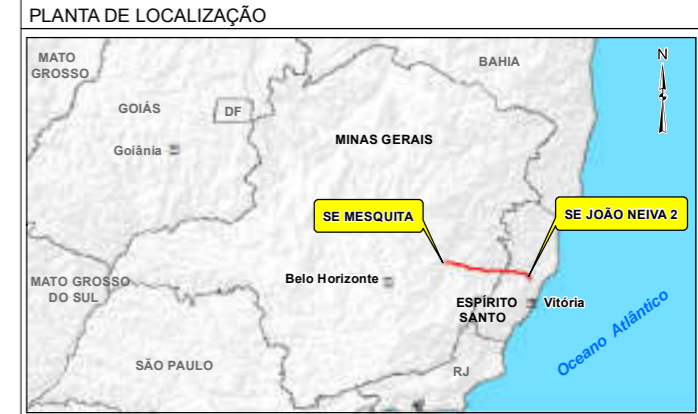 PLANTA DE LOCALIZAÇÃO
MATO
GROSSO
BAHIA
N
GOIÁS
DF
Goiânia
MINAS GERAIS
SE MESQUITA
SE JOÃO NEIVA 2
MATO GROSSO
DO SUL
Belo Horizonte
ESPÍRITO
SANTO
Vitória
Oceano Atlântico
SÃO PAULO
RJ